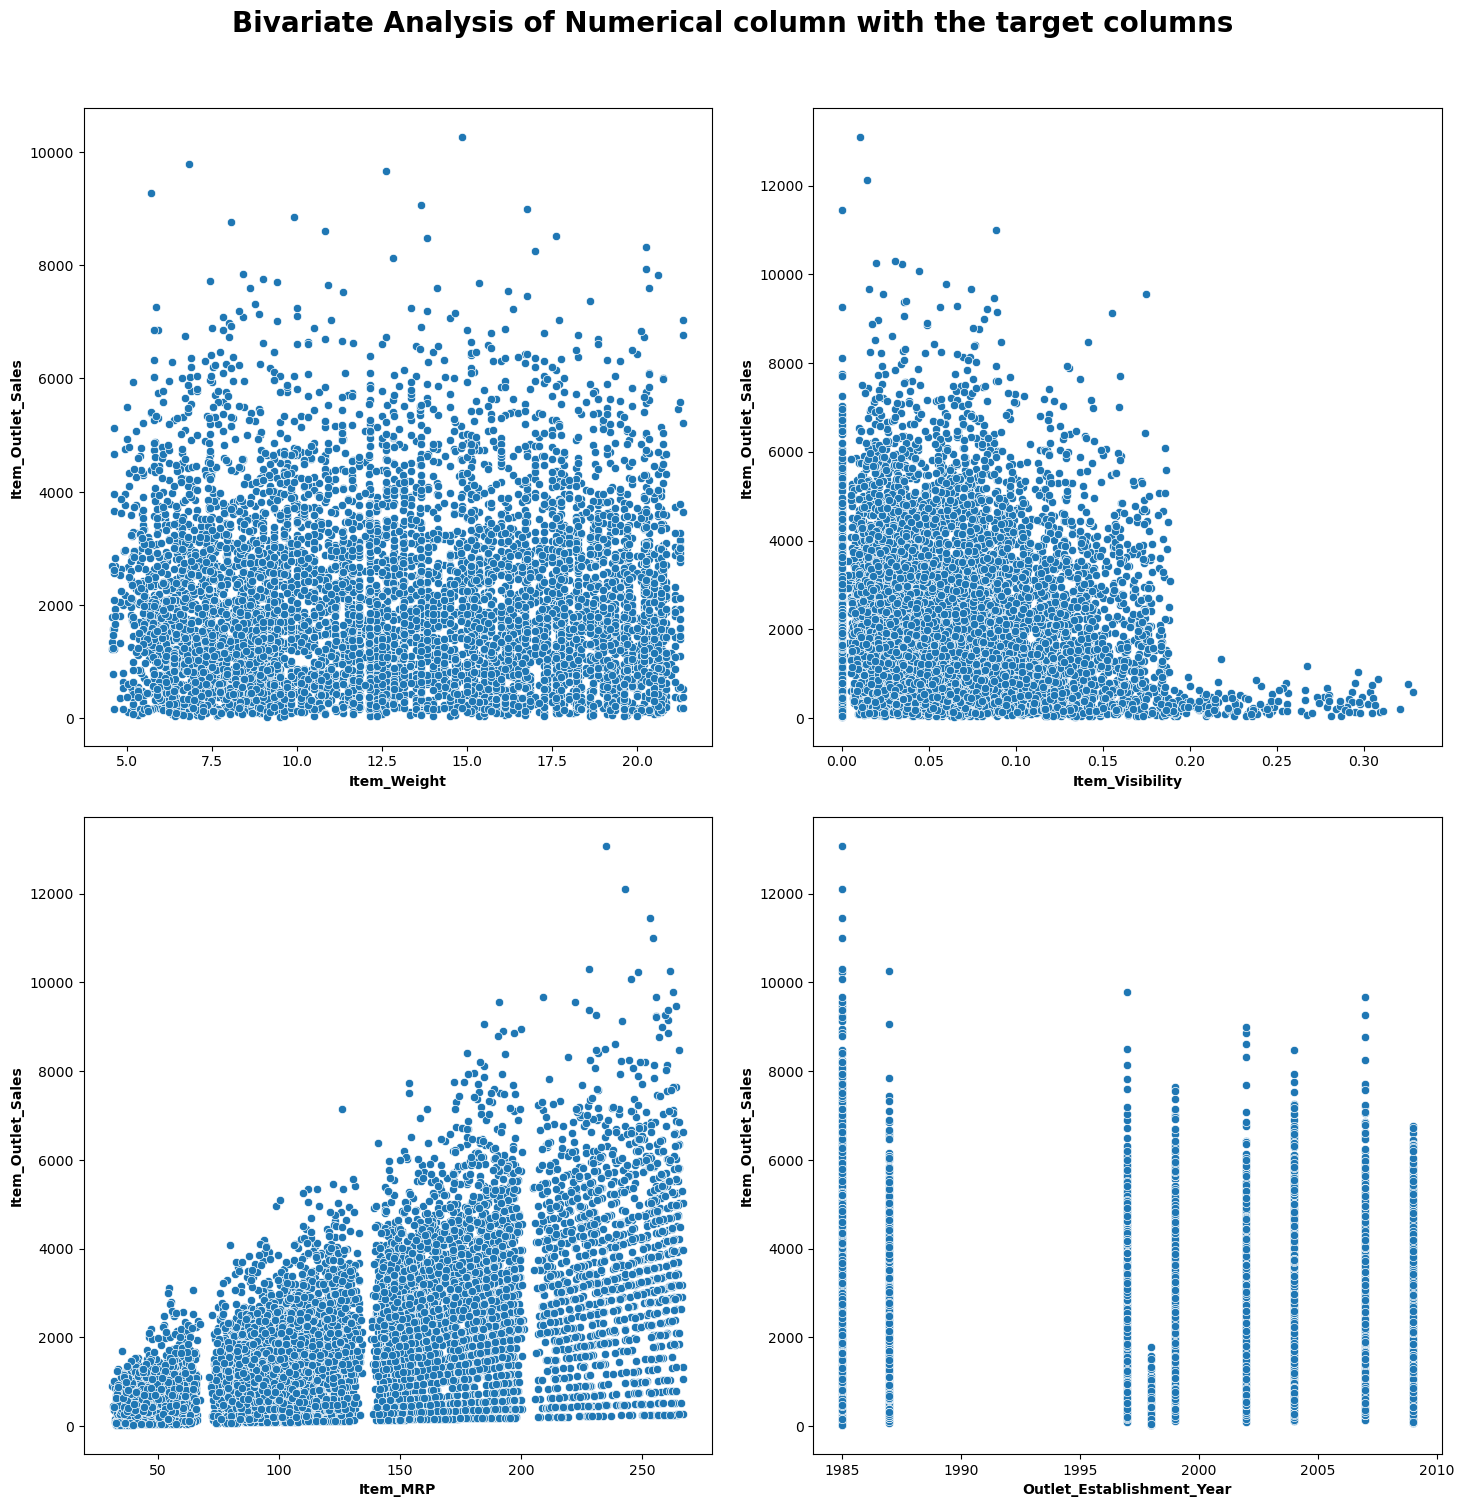 Bivariate Analysis of Numerical column with the target columns
10000
8000
6000
4000
2000
0
Item_Outlet_Sales
5.0 7.5 10.0 12.5 15.0 17.5 20.0
Item_Weight
12000
10000
8000
6000
4000
2000
0
Item_Outlet_Sales
0.00 0.05 0.10 0.15 0.20 0.25 0.30
Item_Visibility
12000
10000
8000
6000
4000
2000
0
Item_Outlet_Sales
50 100 150 200 250
Item_MRP
12000
10000
8000
6000
4000
2000
0
Item_Outlet_Sales
1985 1990 1995 2000 2005 2010
Outlet_Establishment_Year